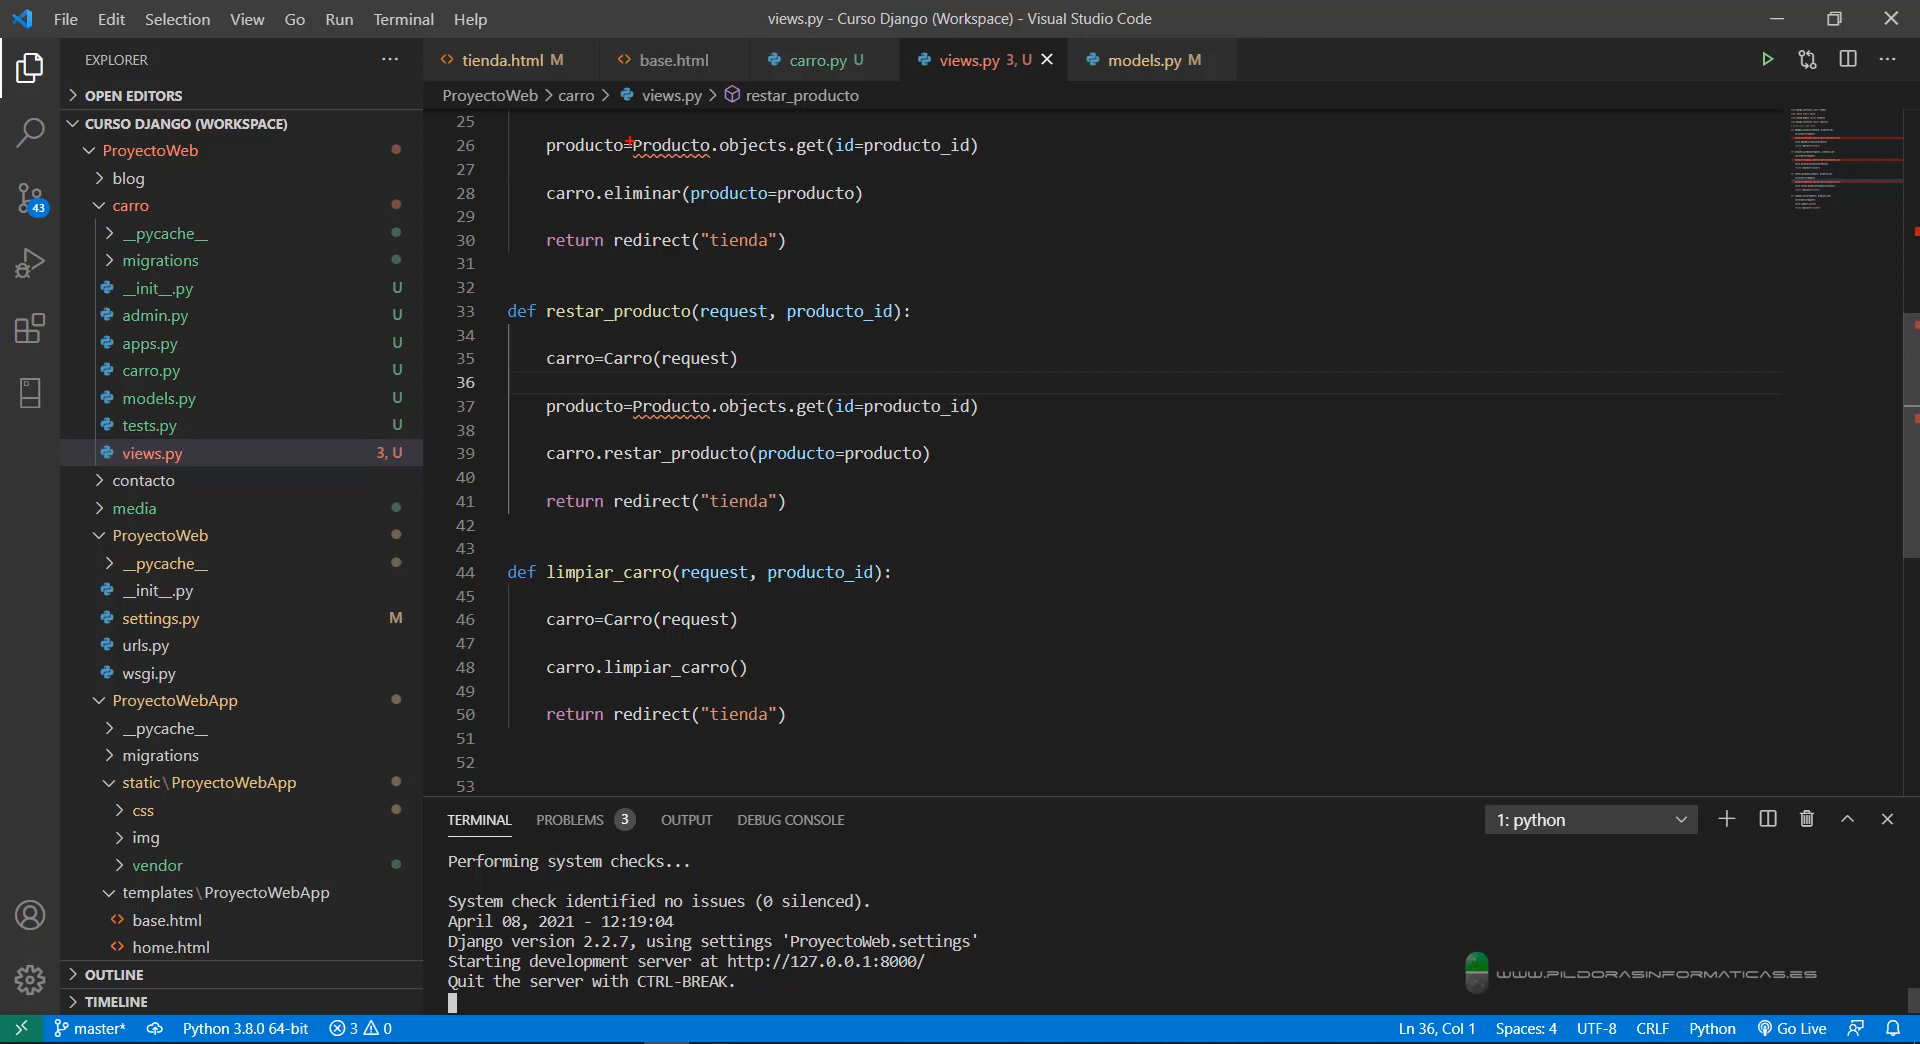 File Edit Selection View Go Run Terminal Help
views.py - Curso Django (Workspace) - Visual Studio Code
EXPLORER
OPEN EDITORS
CURSO DJANGO (WORKSPACE)
ProyectoWeb
blog
carro
__pycache__
migrations
__init__.py U
admin.py U
apps.py U
carro.py U
models.py U
tests.py U
views.py 3, U
contacto
media
ProyectoWeb
__pycache__
__init__.py
settings.py M
urls.py
wsgi.py
ProyectoWebApp
__pycache__
migrations
static\ProyectoWebApp
css
img
vendor
templates\ProyectoWebApp
base.html
home.html
OUTLINE
TIMELINE
43
tienda.html M
base.html
carro.py U
views.py 3, U
models.py M
ProyectoWeb > carro > views.py > restar_producto
25
26 producto=Producto.objects.get(id=producto_id)
27
28 carro.eliminar(producto=producto)
29
30 return redirect("tienda")
31
32
33 def restar_producto(request, producto_id):
34
35 carro=Carro(request)
36
37 producto=Producto.objects.get(id=producto_id)
38
39 carro.restar_producto(producto=producto)
40
41 return redirect("tienda")
42
43
44 def limpiar_carro(request, producto_id):
45
46 carro=Carro(request)
47
48 carro.limpiar_carro()
49
50 return redirect("tienda")
51
52
53
TERMINAL PROBLEMS 3 OUTPUT DEBUG CONSOLE
1: python
Performing system checks...
System check identified no issues (0 silenced).
April 08, 2021 - 12:19:04
Django version 2.2.7, using settings 'ProyectoWeb.settings'
Starting development server at http://127.0.0.1:8000/
Quit the server with CTRL-BREAK.
WWW.PILDORASINFORMATICAS.ES
master* Python 3.8.0 64-bit 3 0
Ln 36, Col 1 Spaces: 4 UTF-8 CRLF Python Go Live